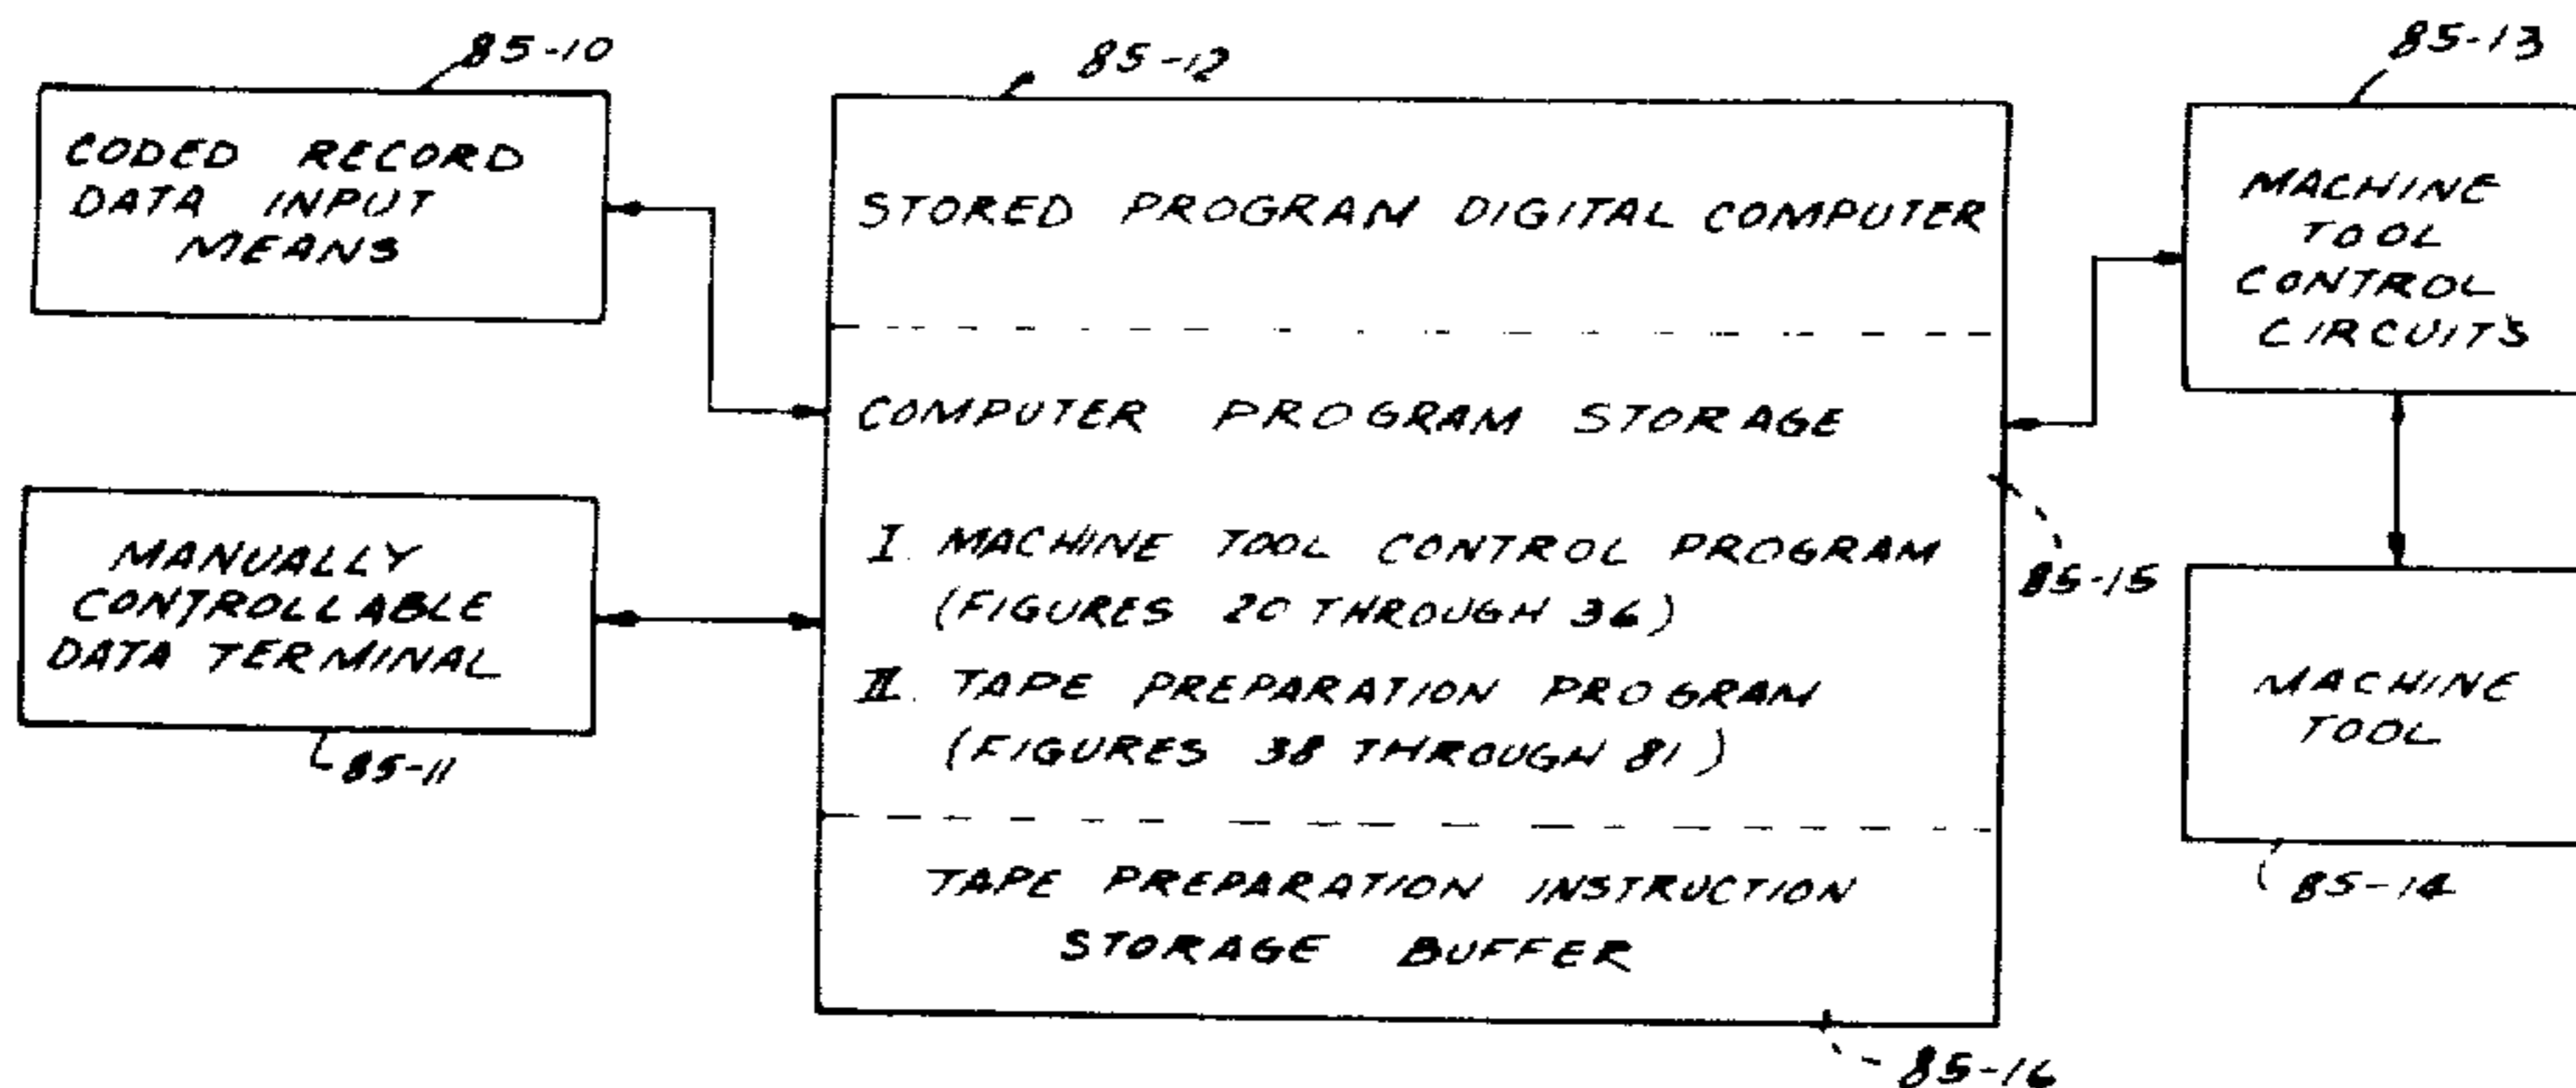 85-10
CODED RECORD
DATA INPUT
MEANS
MANUALLY
CONTROLLABLE
DATA TERMINAL
85-11
85-12
STORED PROGRAM DIGITAL COMPUTER
COMPUTER PROGRAM STORAGE
I. MACHINE TOOL CONTROL PROGRAM
(FIGURES 20 THROUGH 36)
II. TAPE PREPARATION PROGRAM
(FIGURES 38 THROUGH 81)
TAPE PREPARATION INSTRUCTION
STORAGE BUFFER
85-15
85-16
85-13
MACHINE
TOOL
CONTROL
CIRCUITS
MACHINE
TOOL
85-14